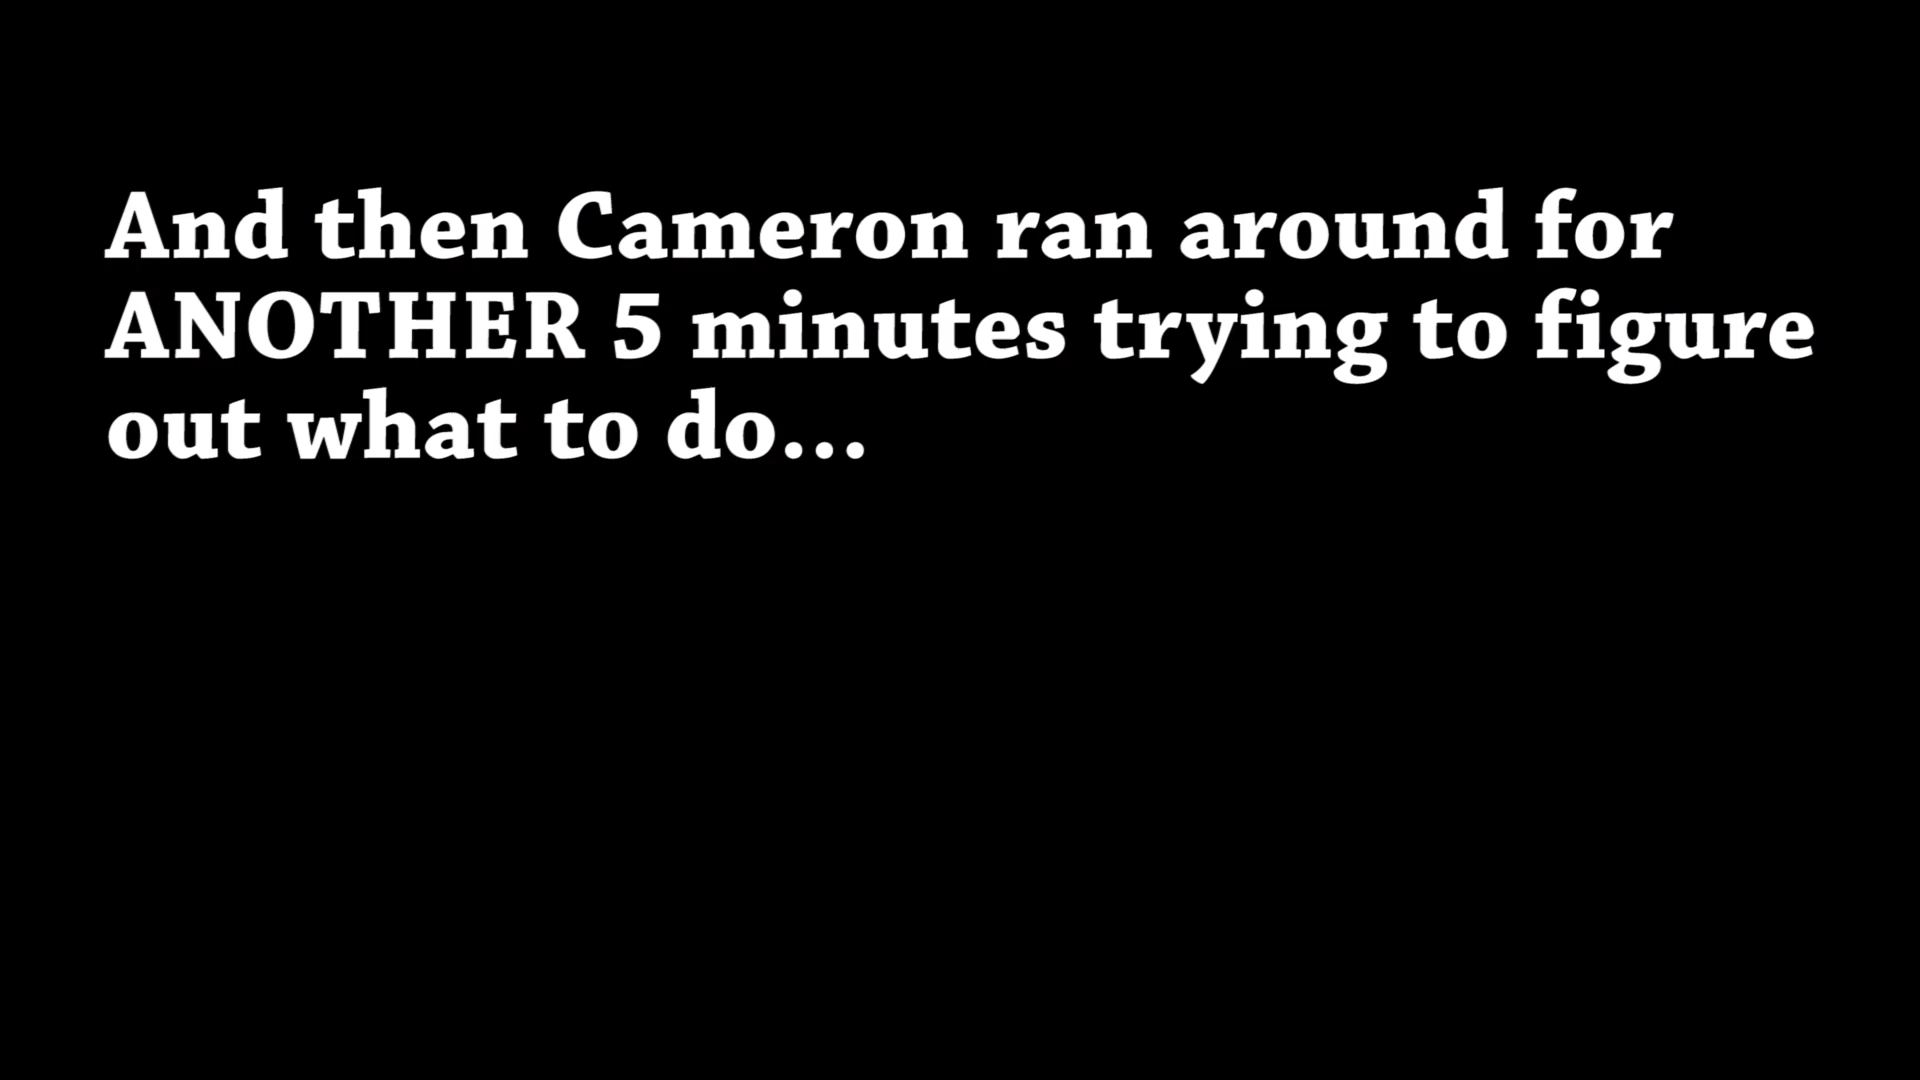 And then Cameron ran around for
ANOTHER 5 minutes trying to figure
out what to do...